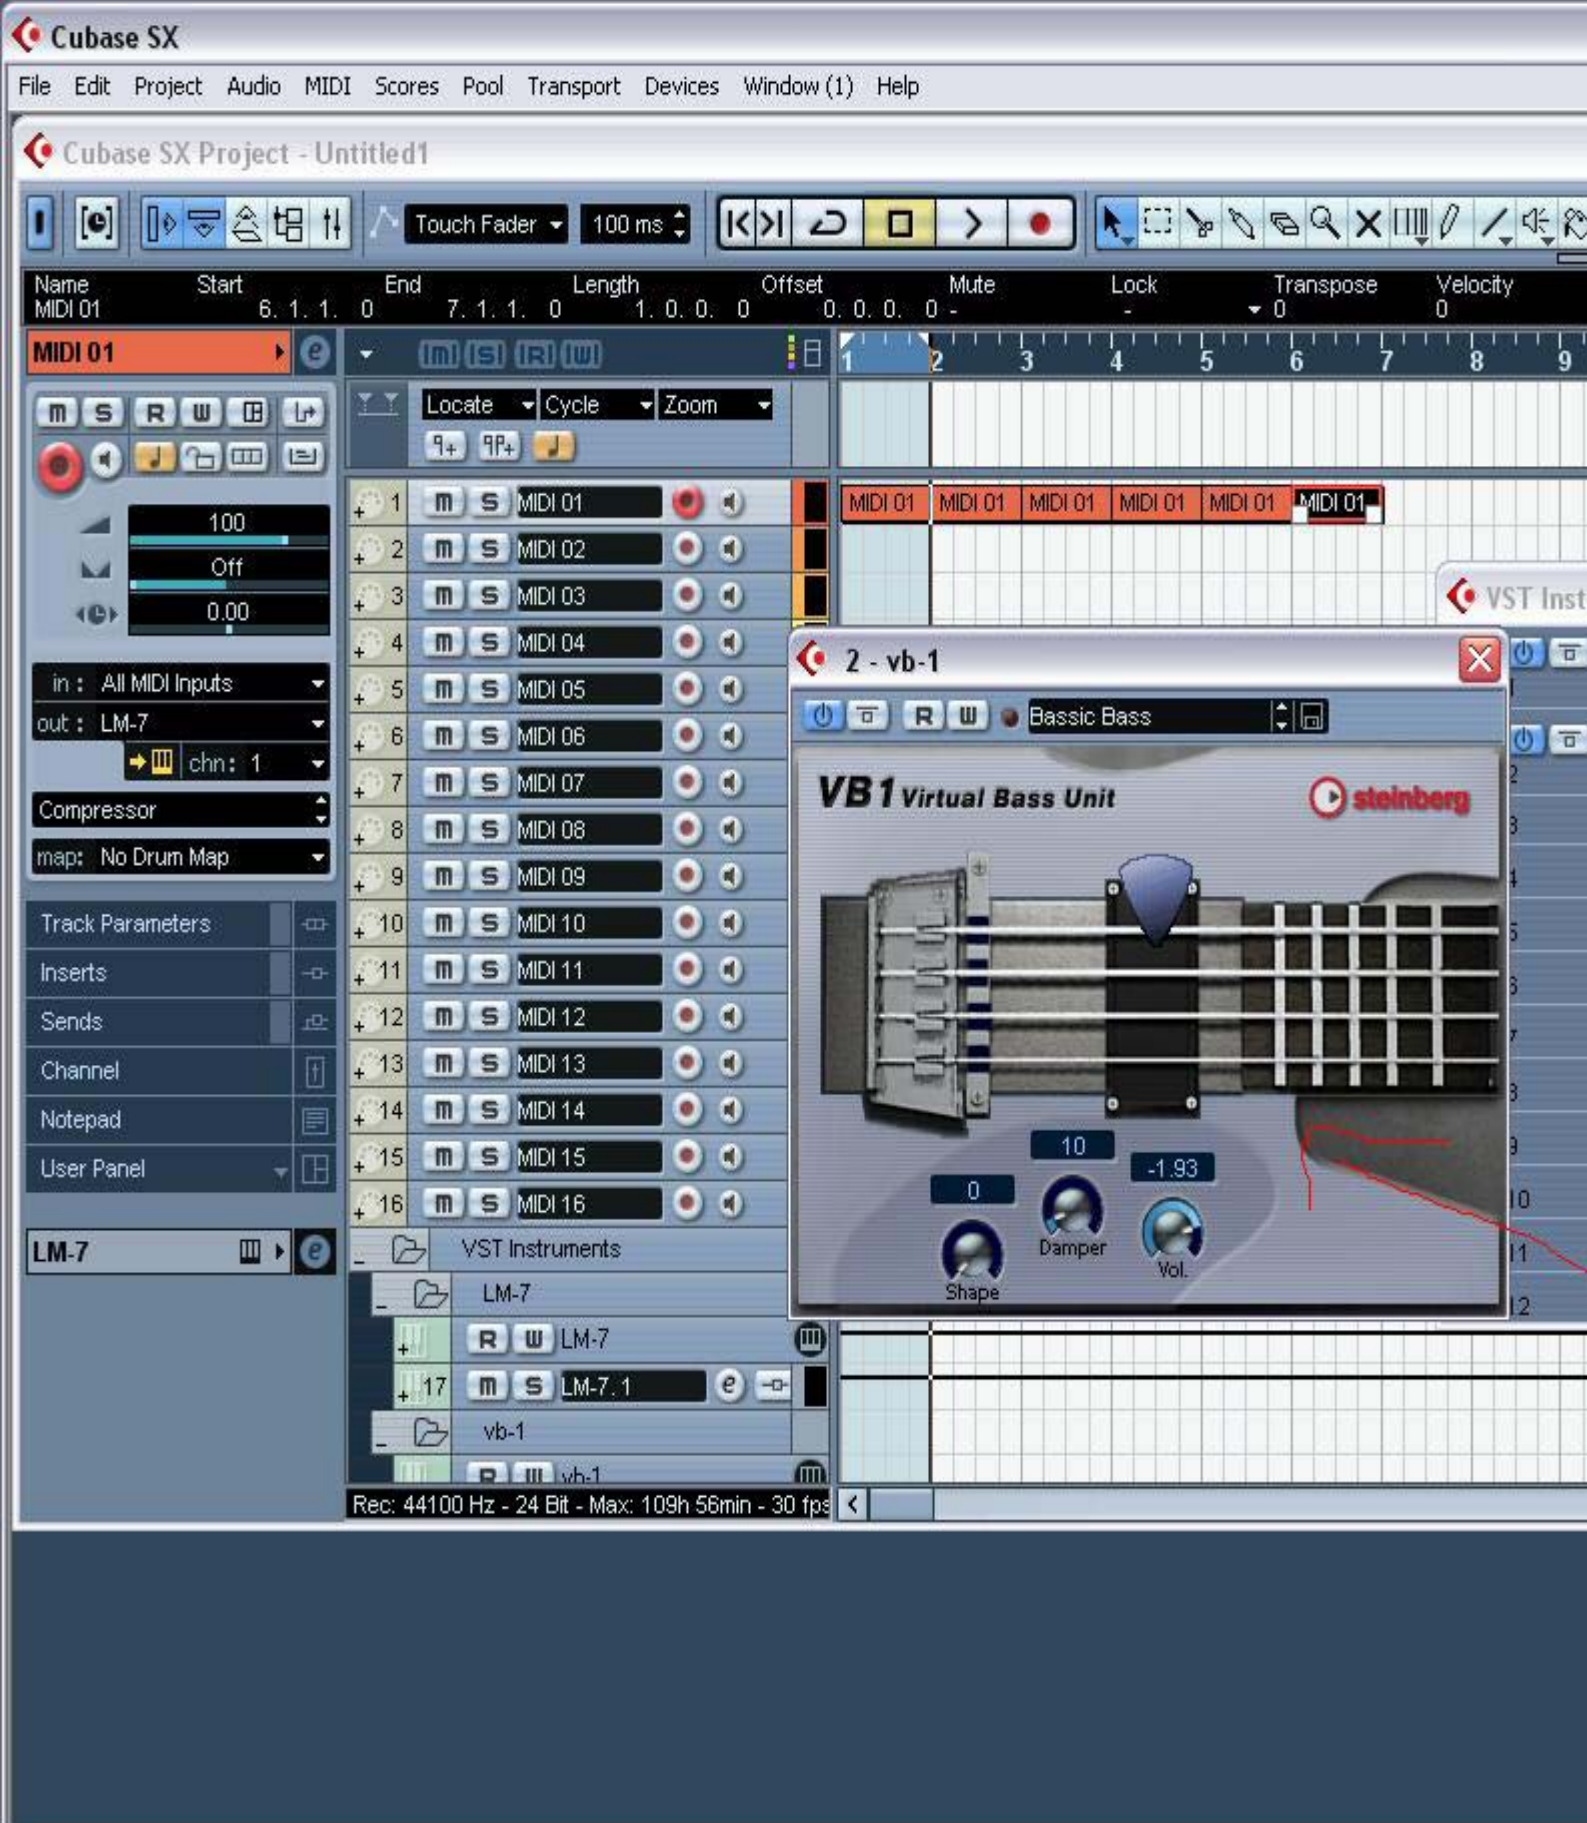 Cubase SX
File Edit Project Audio MIDI Scores Pool Transport Devices Window (1) Help
Cubase SX Project - Untitled1
Touch Fader 100 ms
Name Start End Length Offset Mute Lock Transpose Velocity
MIDI 01 6. 1. 1. 0 7. 1. 1. 0 1. 0. 0. 0 0. 0. 0. 0 - - 0 0
MIDI 01 e [m] [S] [R] [W] 1 2 3 4 5 6 7 8 9
m S R W
Locate Cycle Zoom
100
Off
0.00
in : All MIDI Inputs
out : LM-7
chn : 1
Compressor
map: No Drum Map
Track Parameters
Inserts
Sends
Channel
Notepad
User Panel
LM-7 e
1 m S MIDI 01 MIDI 01 MIDI 01 MIDI 01 MIDI 01 MIDI 01 MIDI 01
2 m S MIDI 02
3 m S MIDI 03
4 m S MIDI 04
5 m S MIDI 05
6 m S MIDI 06
7 m S MIDI 07
8 m S MIDI 08
9 m S MIDI 09
10 m S MIDI 10
11 m S MIDI 11
12 m S MIDI 12
13 m S MIDI 13
14 m S MIDI 14
15 m S MIDI 15
16 m S MIDI 16
VST Instruments
LM-7
R W LM-7
17 m S LM-7. 1 e
vb-1
R W vb-1
Rec: 44100 Hz - 24 Bit - Max: 109h 56min - 30 fps
VST Inst
2 - vb-1
R W Bassic Bass
VB1 Virtual Bass Unit steinberg
10
-1.93
0
Damper
Vol.
Shape
10
11
12